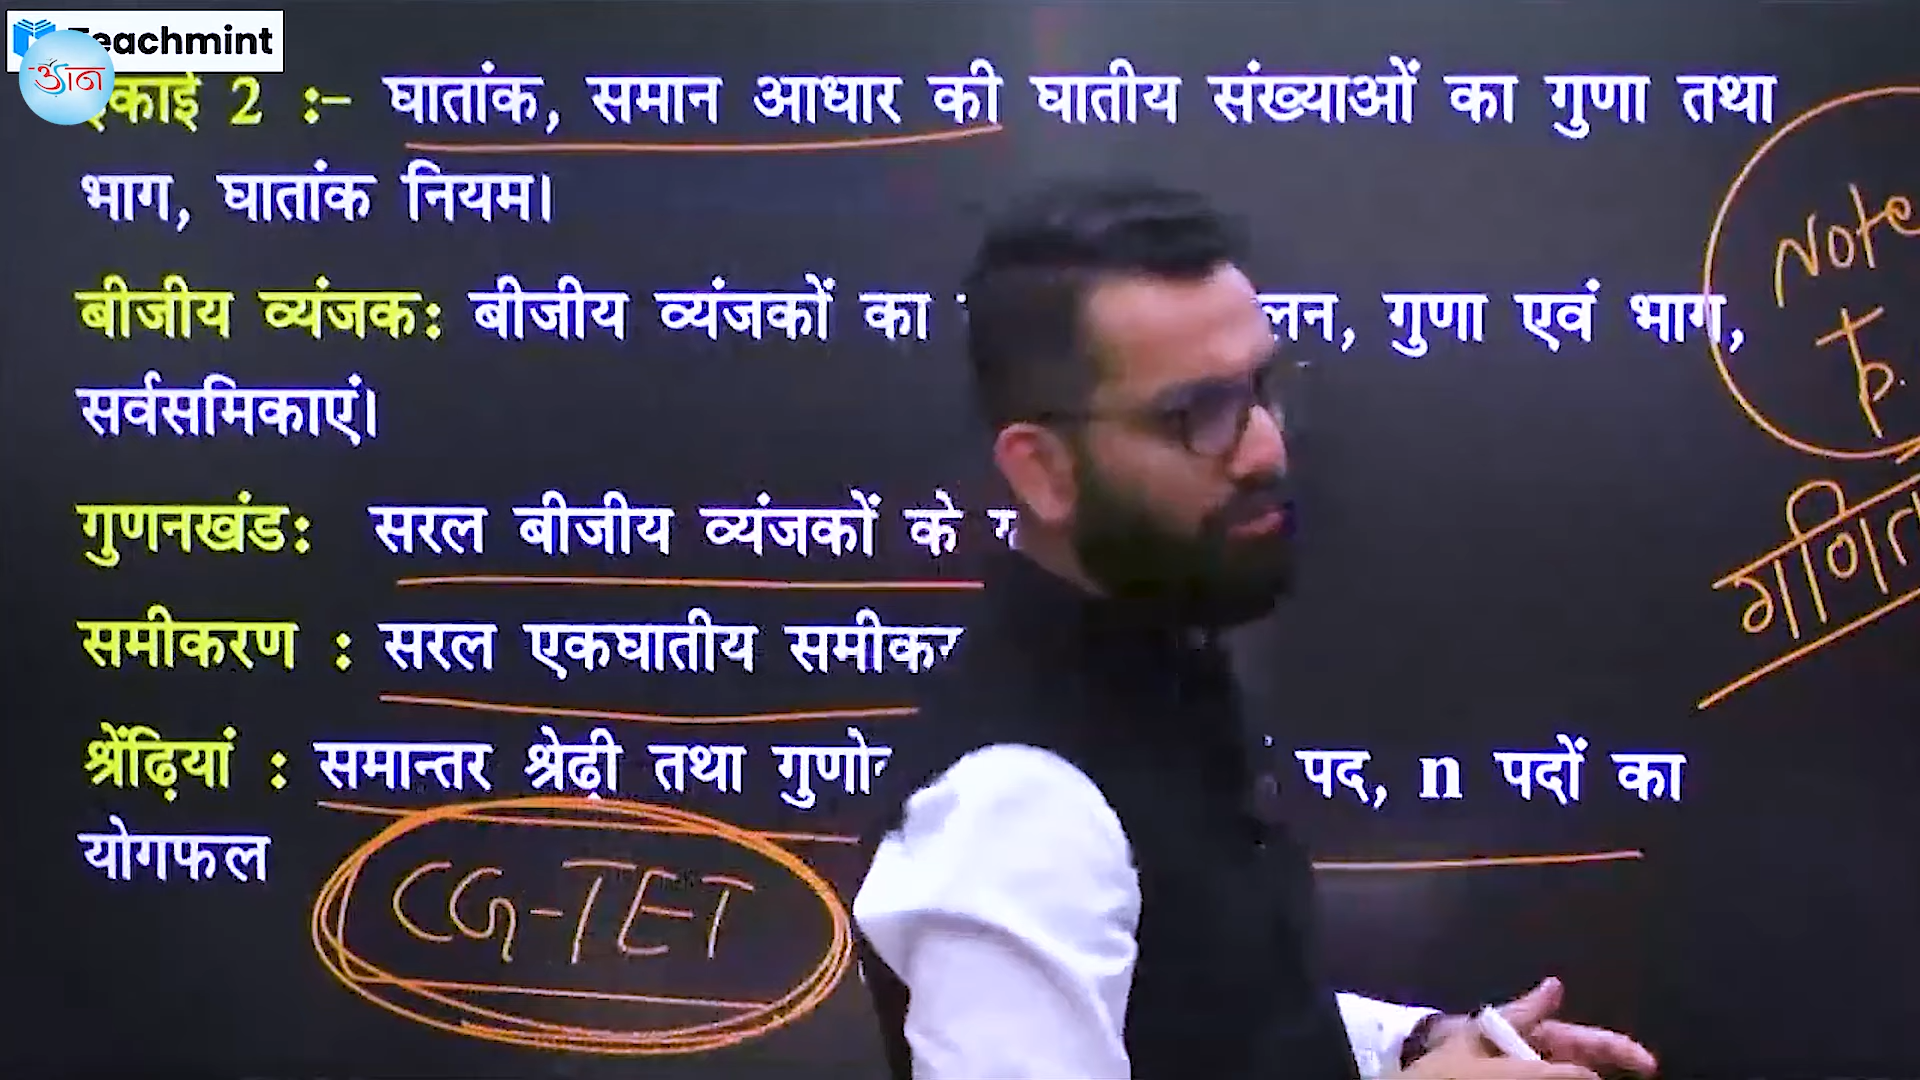 Teachmint
ज्ञान
इकाई 2 :- घातांक, समान आधार की घातीय संख्याओं का गुणा तथा
भाग, घातांक नियम।
बीजीय व्यंजक: बीजीय व्यंजकों का लन, गुणा एवं भाग,
सर्वसमिकाएं।
गुणनखंड: सरल बीजीय व्यंजकों के
समीकरण : सरल एकघातीय
श्रेंढ़ियां : समान्तर श्रेढ़ी तथा पद, n पदों का
योगफल
CG-TET
Note
गणित